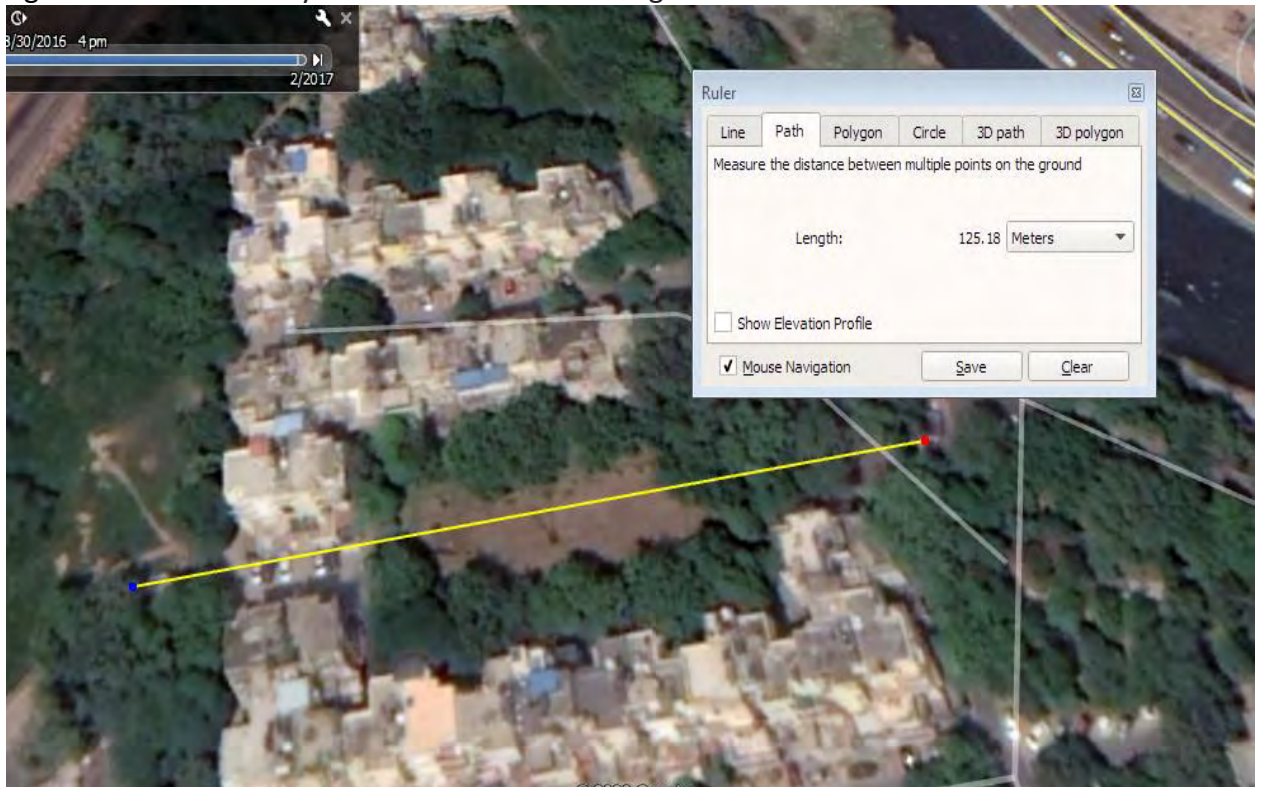 3/30/2016 4 pm
2/2017
Ruler
Line Path Polygon Circle 3D path 3D polygon
Measure the distance between multiple points on the ground
Length: 125.18 Meters
Show Elevation Profile
Mouse Navigation Save Clear